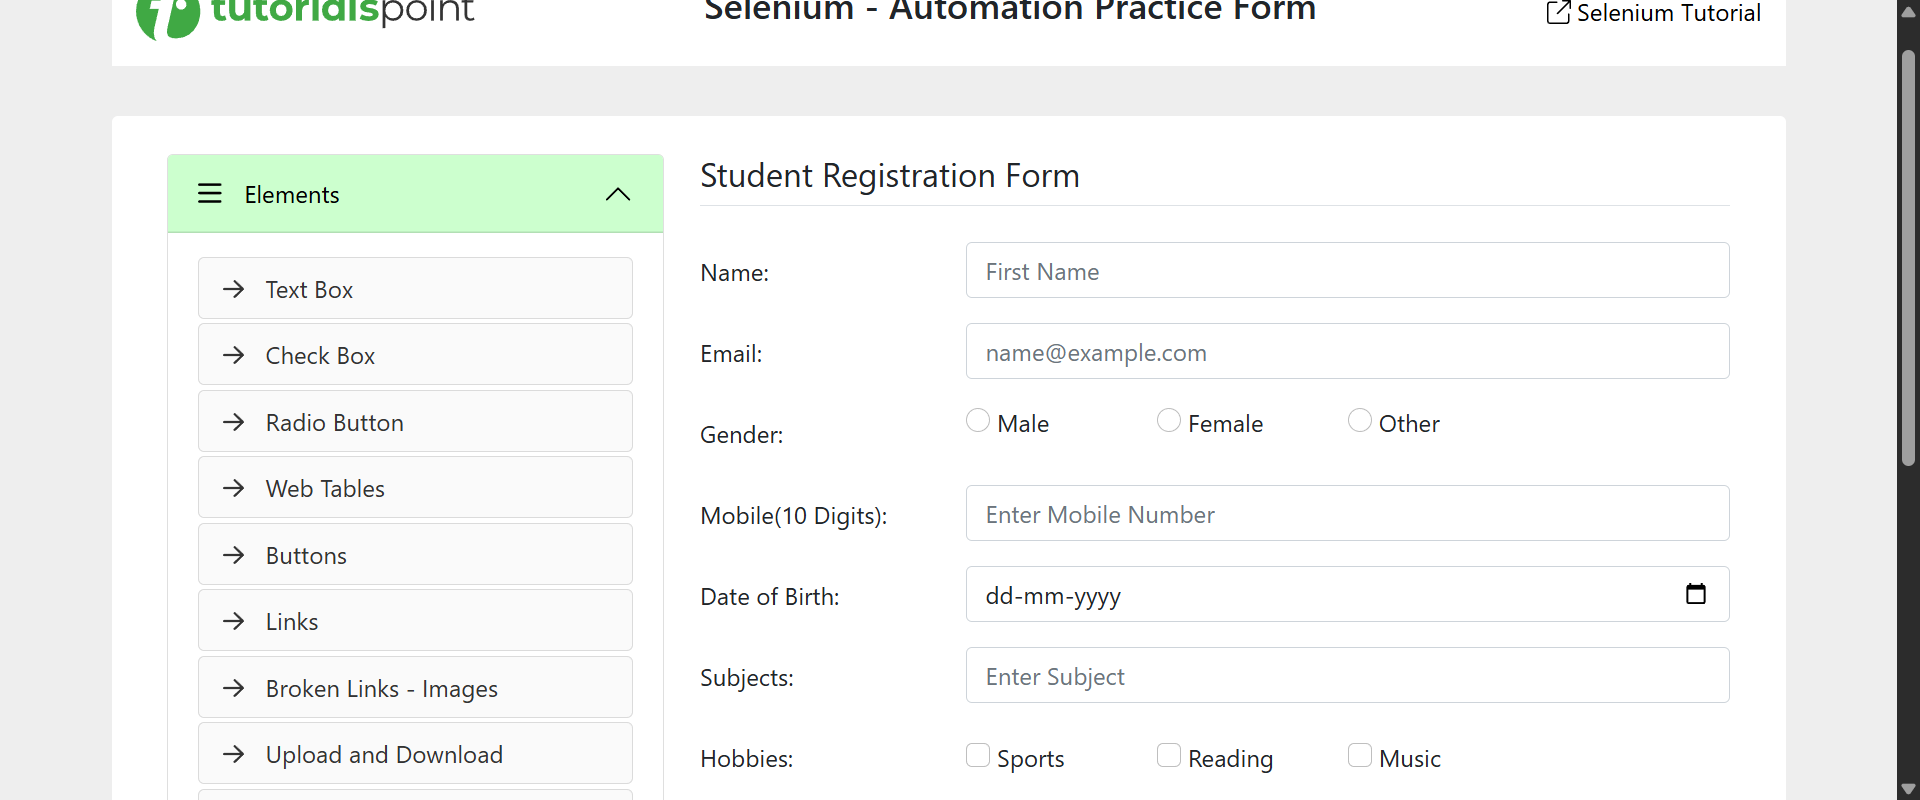 tutorialspoint
Selenium - Automation Practice Form
Selenium Tutorial
Elements
Text Box
Check Box
Radio Button
Web Tables
Buttons
Links
Broken Links - Images
Upload and Download
Student Registration Form
Name:
First Name
Email:
name@example.com
Gender:
Male
Female
Other
Mobile(10 Digits):
Enter Mobile Number
Date of Birth:
dd-mm-yyyy
Subjects:
Enter Subject
Hobbies:
Sports
Reading
Music